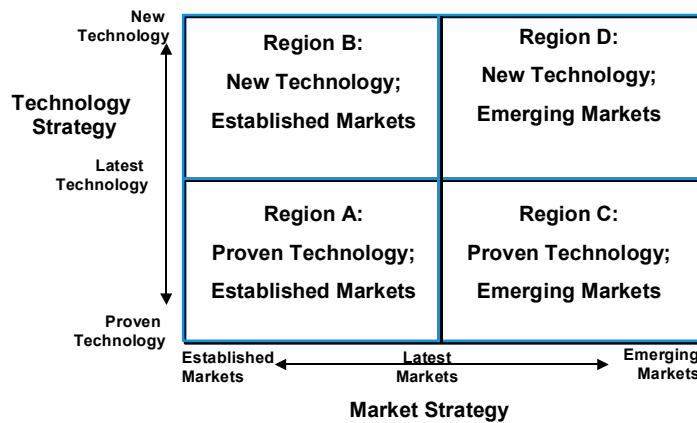 New
Technology
Technology
Strategy
Latest
Technology
Proven
Technology
Region B:
New Technology;
Established Markets
Region D:
New Technology;
Emerging Markets
Region A:
Proven Technology;
Established Markets
Region C:
Proven Technology;
Emerging Markets
Established
Markets
Latest
Markets
Emerging
Markets
Market Strategy